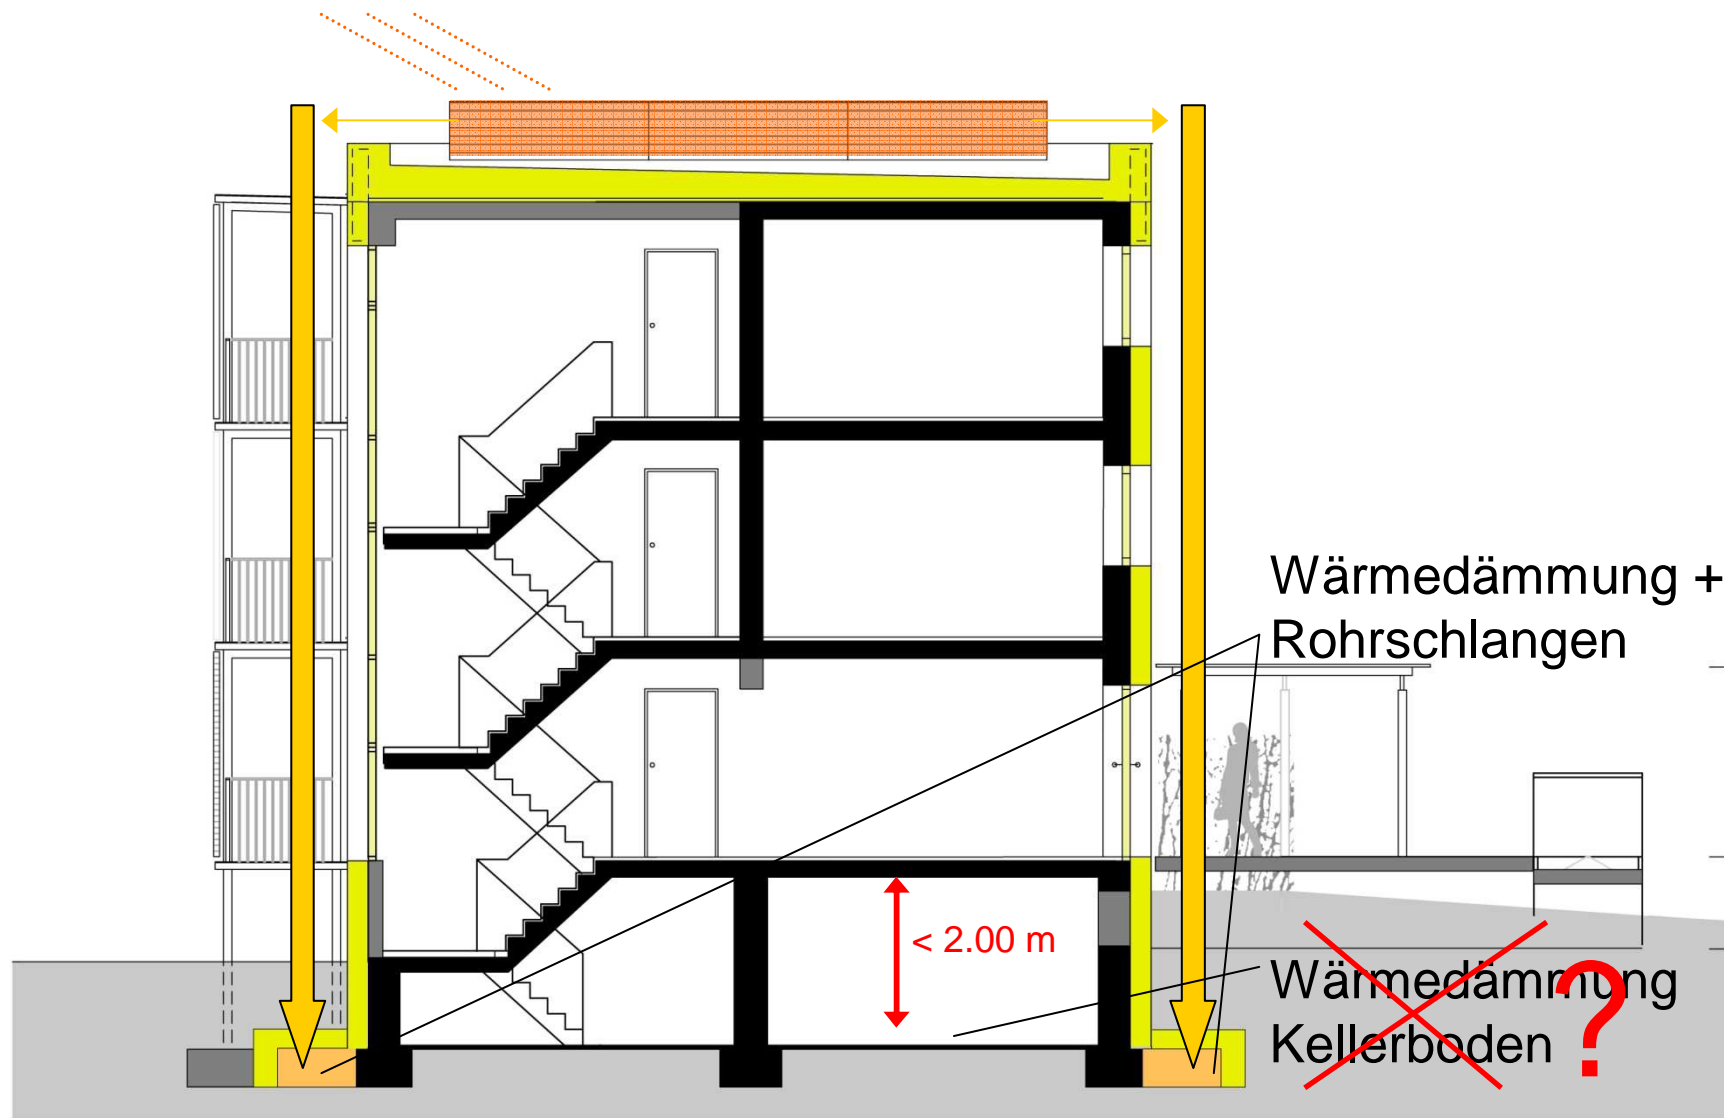 Wärmedämmung +
Rohrschlangen
< 2.00 m
Wärmedämmung
Kellerboden ?